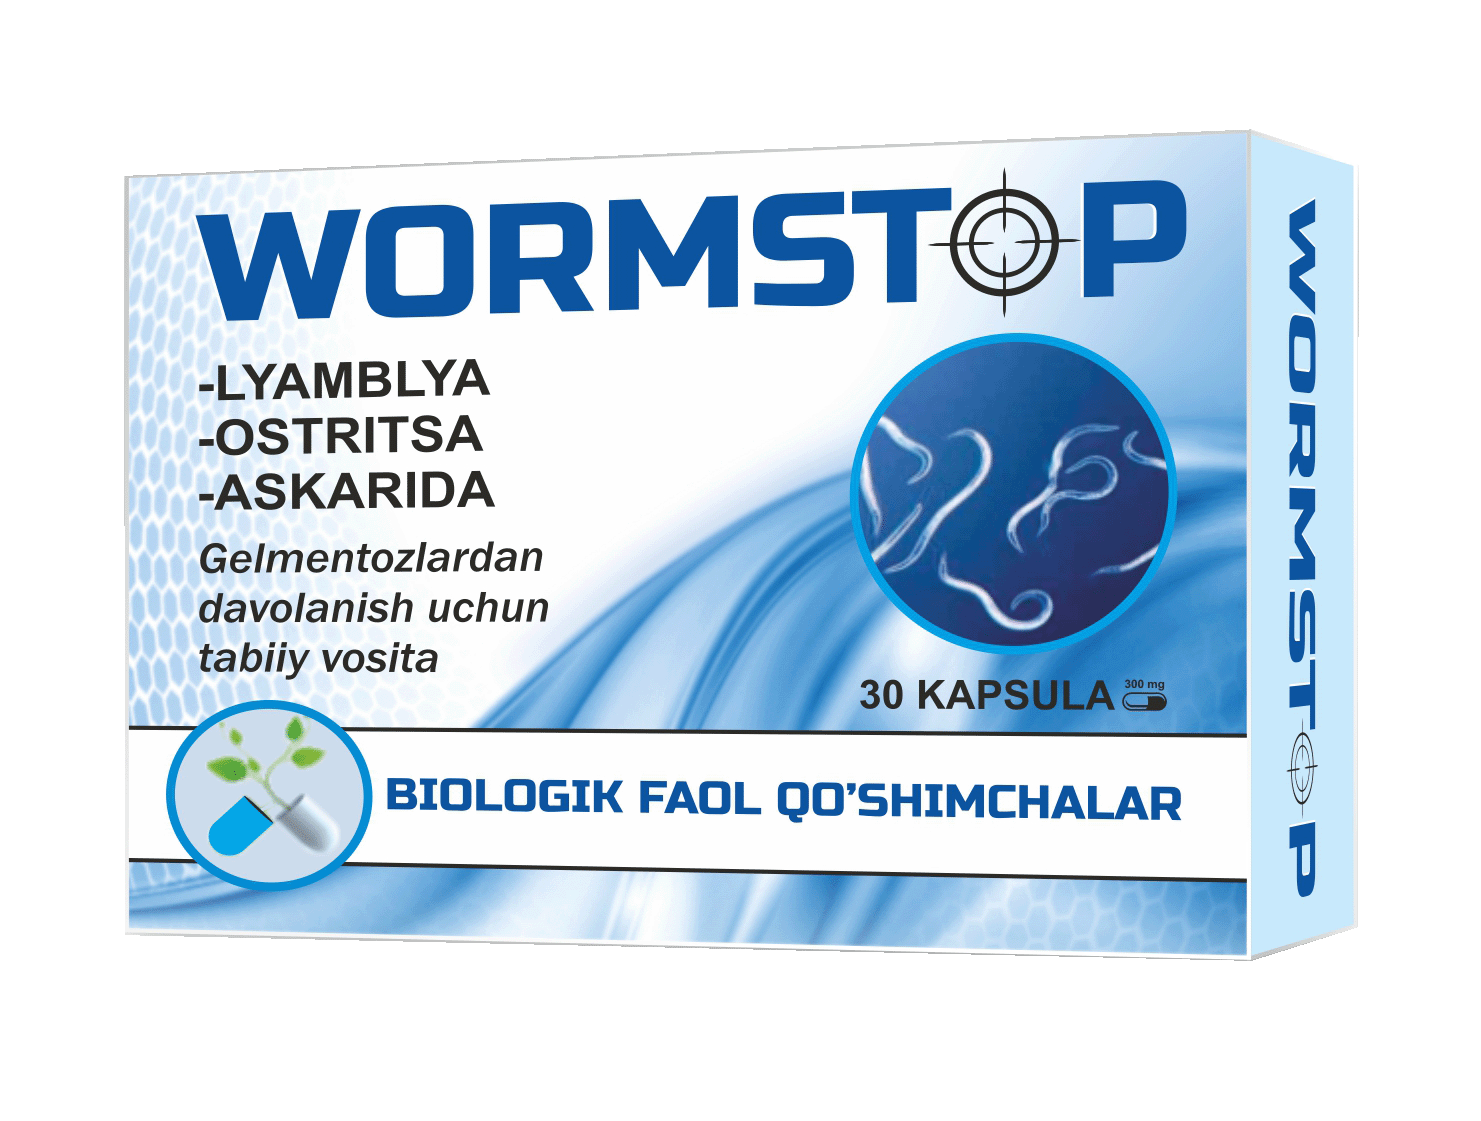 WORMSTOP
-LYAMBLYA
-OSTRITSA
-ASKARIDA
Gelmentozlardan
davolanish uchun
tabiiy vosita
300 mg
30 KAPSULA
BIOLOGIK FAOL QO'SHIMCHALAR
WORMSTOP